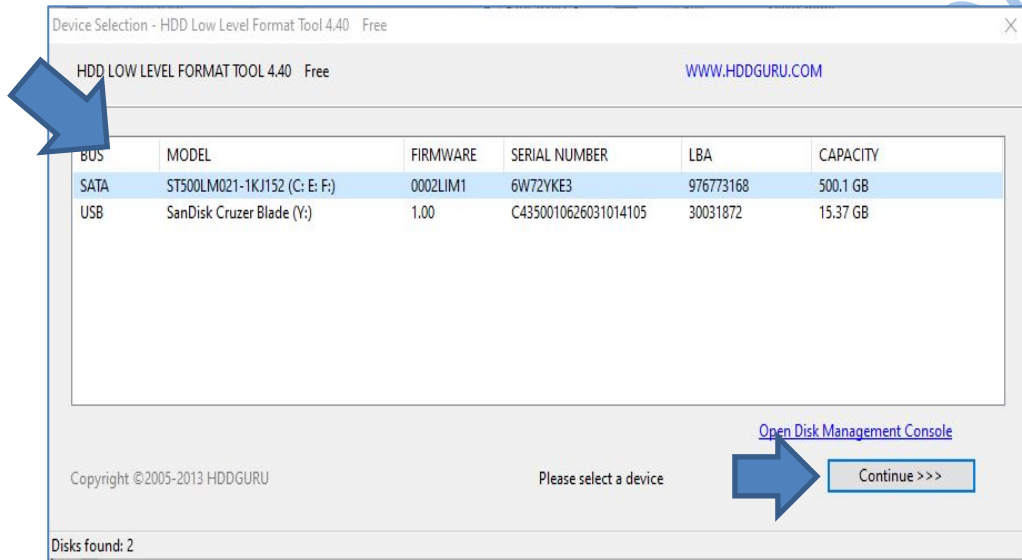 Device Selection - HDD Low Level Format Tool 4.40 Free
HDD LOW LEVEL FORMAT TOOL 4.40 Free WWW.HDDGURU.COM
BUS MODEL FIRMWARE SERIAL NUMBER LBA CAPACITY
SATA ST500LM021-1KJ152 (C: E: F:) 0002LIM1 6W72YKE3 976773168 500.1 GB
USB SanDisk Cruzer Blade (Y:) 1.00 C4350010626031014105 30031872 15.37 GB
Open Disk Management Console
Copyright ©2005-2013 HDDGURU Please select a device Continue >>>
Disks found: 2